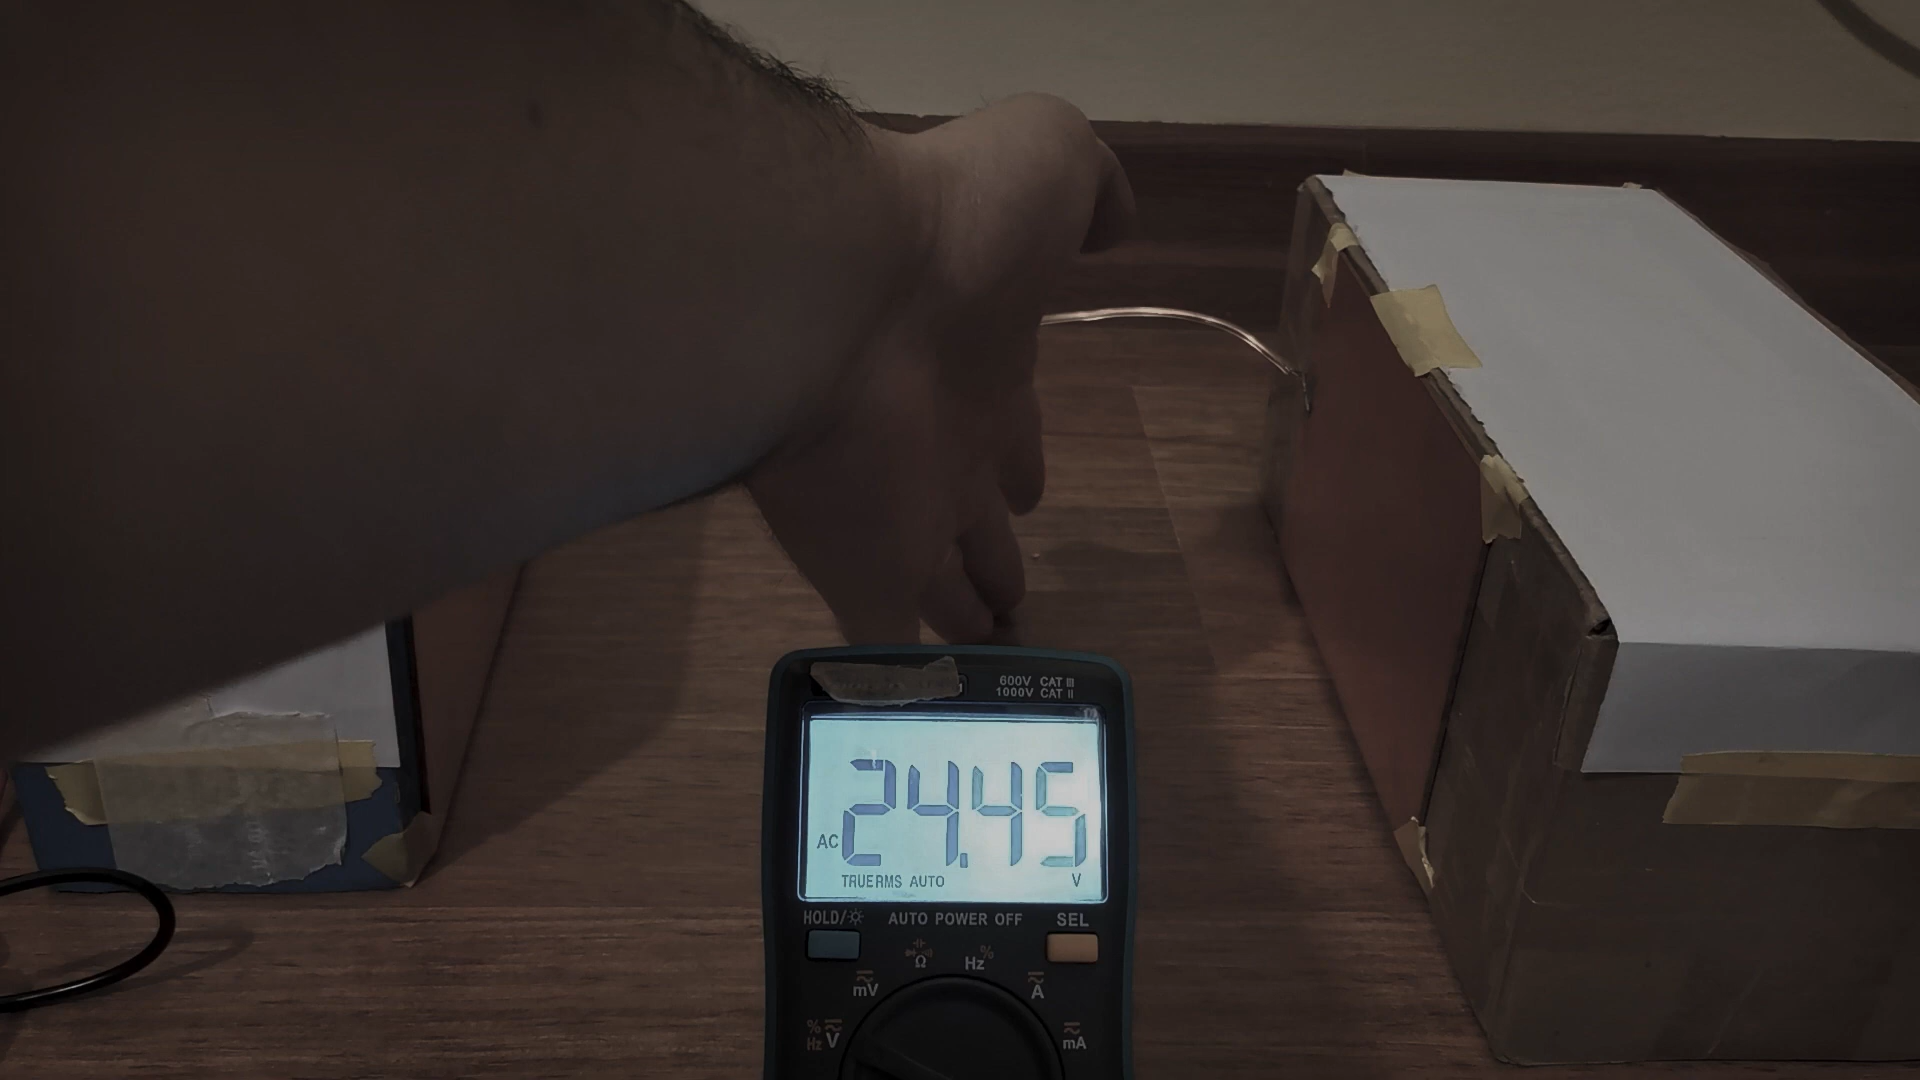 600V CAT III
1000V CAT II
24.45
AC
TRUERMS AUTO V
HOLD/ AUTO POWER OFF SEL
Ω Hz %
mV A
% Hz V mA